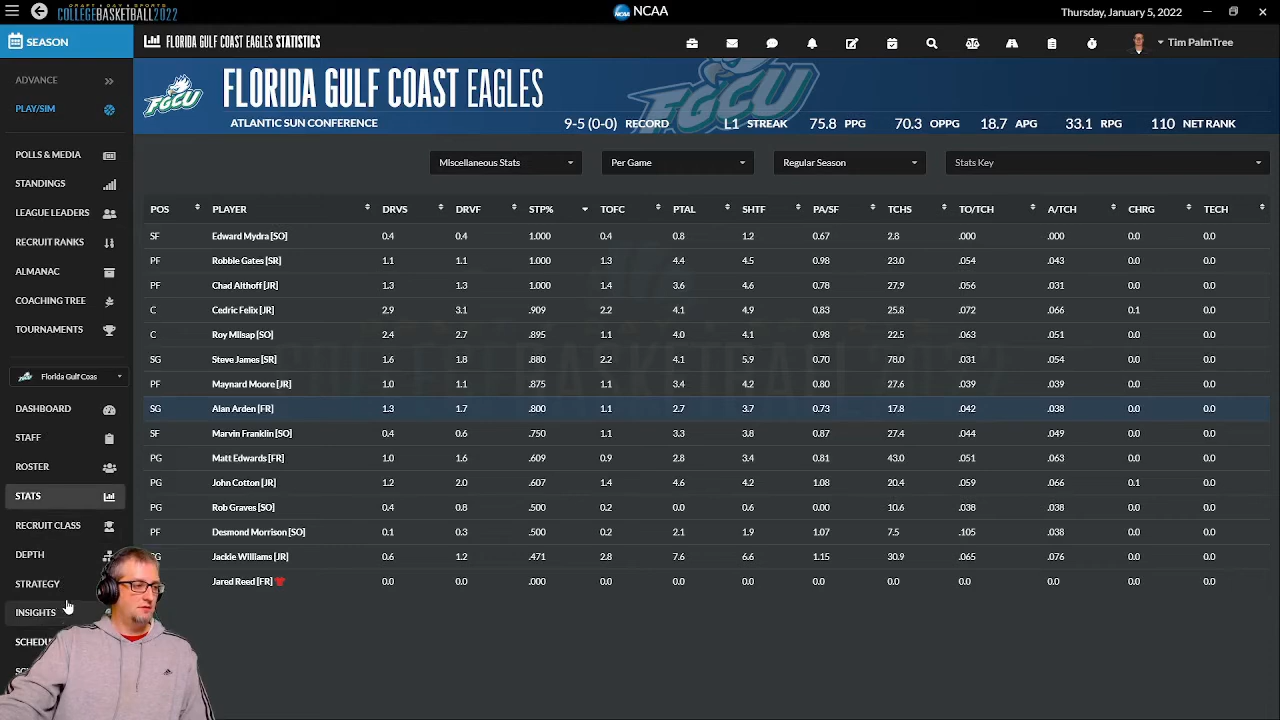 DRAFT DAY SPORTS
COLLEGEBASKETBALL2022
NCAA
Thursday, January 5, 2022
SEASON
FLORIDA GULF COAST EAGLES STATISTICS
Tim PalmTree
ADVANCE
PLAY/SIM
POLLS & MEDIA
STANDINGS
LEAGUE LEADERS
RECRUIT RANKS
ALMANAC
COACHING TREE
TOURNAMENTS
Florida Gulf Coas
DASHBOARD
STAFF
ROSTER
STATS
RECRUIT CLASS
DEPTH
STRATEGY
INSIGHTS
FGCU
FLORIDA GULF COAST EAGLES
FGCU
ATLANTIC SUN CONFERENCE
9-5 (0-0) RECORD L1 STREAK 75.8 PPG 70.3 OPPG 18.7 APG 33.1 RPG 110 NET RANK
Miscellaneous Stats Per Game Regular Season Stats Key
POS PLAYER DRVS DRVF STP% TOFC PTAL SHTF PA/SF TCHS TO/TCH A/TCH CHRG TECH
SF Edward Mydra [SO] 0.4 0.4 1.000 0.4 0.8 1.2 0.67 2.8 .000 .000 0.0 0.0
PF Robbie Gates [SR] 1.1 1.1 1.000 1.3 4.4 4.5 0.98 23.0 .054 .043 0.0 0.0
PF Chad Althoff [JR] 1.3 1.3 1.000 1.4 3.6 4.6 0.78 27.9 .056 .031 0.0 0.0
C Cedric Felix [JR] 2.9 3.1 .909 2.2 4.1 4.9 0.83 25.8 .072 .066 0.1 0.0
C Roy Milsap [SO] 2.4 2.7 .895 1.1 4.0 4.1 0.98 22.5 .063 .051 0.0 0.0
SG Steve James [SR] 1.6 1.8 .880 2.2 4.1 5.9 0.70 78.0 .031 .054 0.0 0.0
PF Maynard Moore [JR] 1.0 1.1 .875 1.1 3.4 4.2 0.80 27.6 .039 .039 0.0 0.0
SG Alan Arden [FR] 1.3 1.7 .800 1.1 2.7 3.7 0.73 17.8 .042 .038 0.0 0.0
SF Marvin Franklin [SO] 0.4 0.6 .750 1.1 3.3 3.8 0.87 27.4 .044 .049 0.0 0.0
PG Matt Edwards [FR] 1.0 1.6 .609 0.9 2.8 3.4 0.81 43.0 .051 .063 0.0 0.0
PG John Cotton [JR] 1.2 2.0 .607 1.4 4.6 4.2 1.08 20.4 .059 .066 0.1 0.0
PG Rob Graves [SO] 0.4 0.8 .500 0.2 0.0 0.6 0.00 10.6 .038 .038 0.0 0.0
PF Desmond Morrison [SO] 0.1 0.3 .500 0.2 2.1 1.9 1.07 7.5 .105 .038 0.0 0.0
Jackie Williams [JR] 0.6 1.2 .471 2.8 7.6 6.6 1.15 30.9 .065 .076 0.0 0.0
Jared Reed [FR] 0.0 0.0 .000 0.0 0.0 0.0 0.0 0.0 0.0 0.0 0.0 0.0